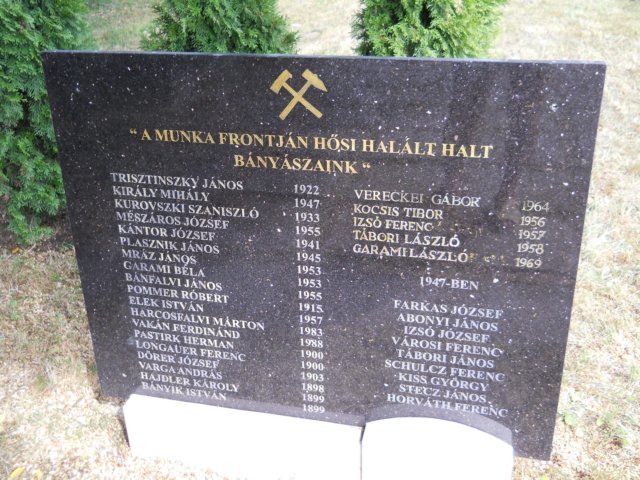 “ A MUNKA FRONTJÁN HŐSI HALÁLT HALT
BÁNYÁSZAINK “
TRISZTINSZKY JÁNOS 1922
KIRÁLY MIHÁLY 1947
KUROVSZKI SZANISZLÓ 1933
MÉSZÁROS JÓZSEF 1955
KÁNTOR JÓZSEF 1941
PLASZNIK JÁNOS 1945
MRÁZ JÁNOS 1953
GARAMI BÉLA 1953
BÁNFALVI JÁNOS 1955
POMMER RÓBERT 1915
ELEK ISTVÁN 1957
HARCOSFALVI MÁRTON 1983
VAKÁN FERDINÁND 1988
PASTIRK HERMAN 1900
LONGAUER FERENC 1900
DÖRER JÓZSEF 1903
VARGA ANDRÁS 1898
HAJDLER KÁROLY 1899
BÁNYIK ISTVÁN 1899
VERECKEI GÁBOR 1964
KOCSIS TIBOR 1956
IZSÓ FERENC 1957
TÁBORI LÁSZLÓ 1958
GARAMI LÁSZLÓ 1969
1947-BEN
FARKAS JÓZSEF
ABONYI JÁNOS
IZSÓ JÓZSEF
VÁROSI FERENC
TÁBORI JÁNOS
SCHULCZ FERENC
KISS GYÖRGY
STECZ JÁNOS
HORVÁTH FERENC